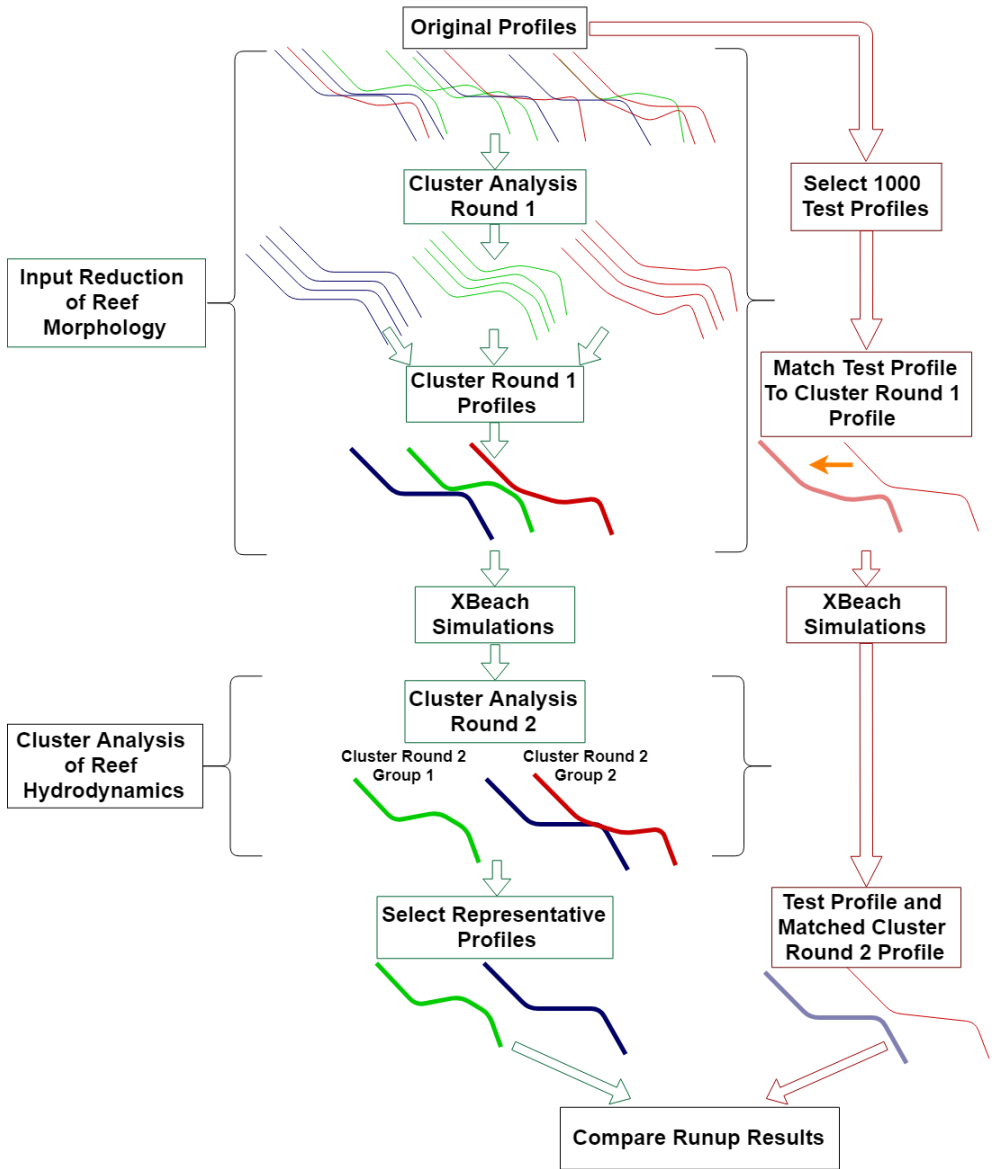 Original Profiles
Cluster Analysis
Round 1
Select 1000
Test Profiles
Input Reduction
of Reef
Morphology
Cluster Round 1
Profiles
Match Test Profile
To Cluster Round 1
Profile
XBeach
Simulations
XBeach
Simulations
Cluster Analysis
Round 2
Cluster Analysis
of Reef
Hydrodynamics
Cluster Round 2
Group 1
Cluster Round 2
Group 2
Select Representative
Profiles
Test Profile and
Matched Cluster
Round 2 Profile
Compare Runup Results